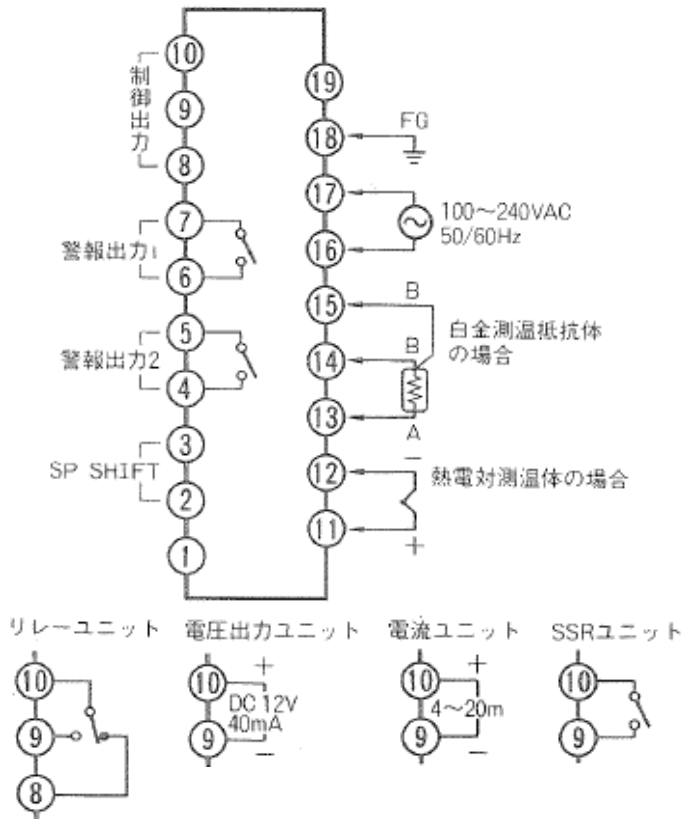 10
制御出力
9
8
7
警報出力1
6
5
警報出力2
4
3
SP SHIFT
2
1
19
18
FG
17
100～240VAC
50/60Hz
16
15
B
白金測温抵抗体
の場合
14
B
13
A
−
12
熱電対測温体の場合
11
+
リレーユニット
10
9
8
電圧出力ユニット
+
10
DC 12V
40mA
9
−
電流ユニット
+
10
4～20m
9
−
SSRユニット
10
9